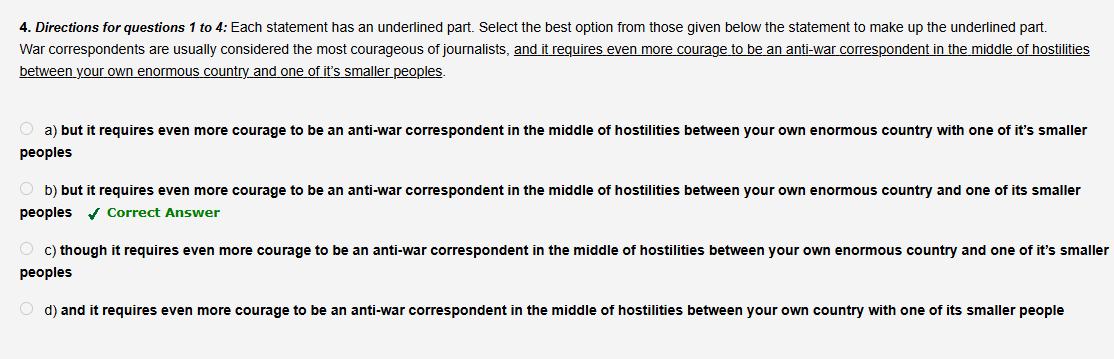 4. Directions for questions 1 to 4: Each statement has an underlined part. Select the best option from those given below the statement to make up the underlined part.
War correspondents are usually considered the most courageous of journalists, and it requires even more courage to be an anti-war correspondent in the middle of hostilities
between your own enormous country and one of it's smaller peoples.
a) but it requires even more courage to be an anti-war correspondent in the middle of hostilities between your own enormous country with one of it's smaller
peoples
b) but it requires even more courage to be an anti-war correspondent in the middle of hostilities between your own enormous country and one of its smaller
peoples ✓ Correct Answer
c) though it requires even more courage to be an anti-war correspondent in the middle of hostilities between your own enormous country and one of it's smaller
peoples
d) and it requires even more courage to be an anti-war correspondent in the middle of hostilities between your own country with one of its smaller people